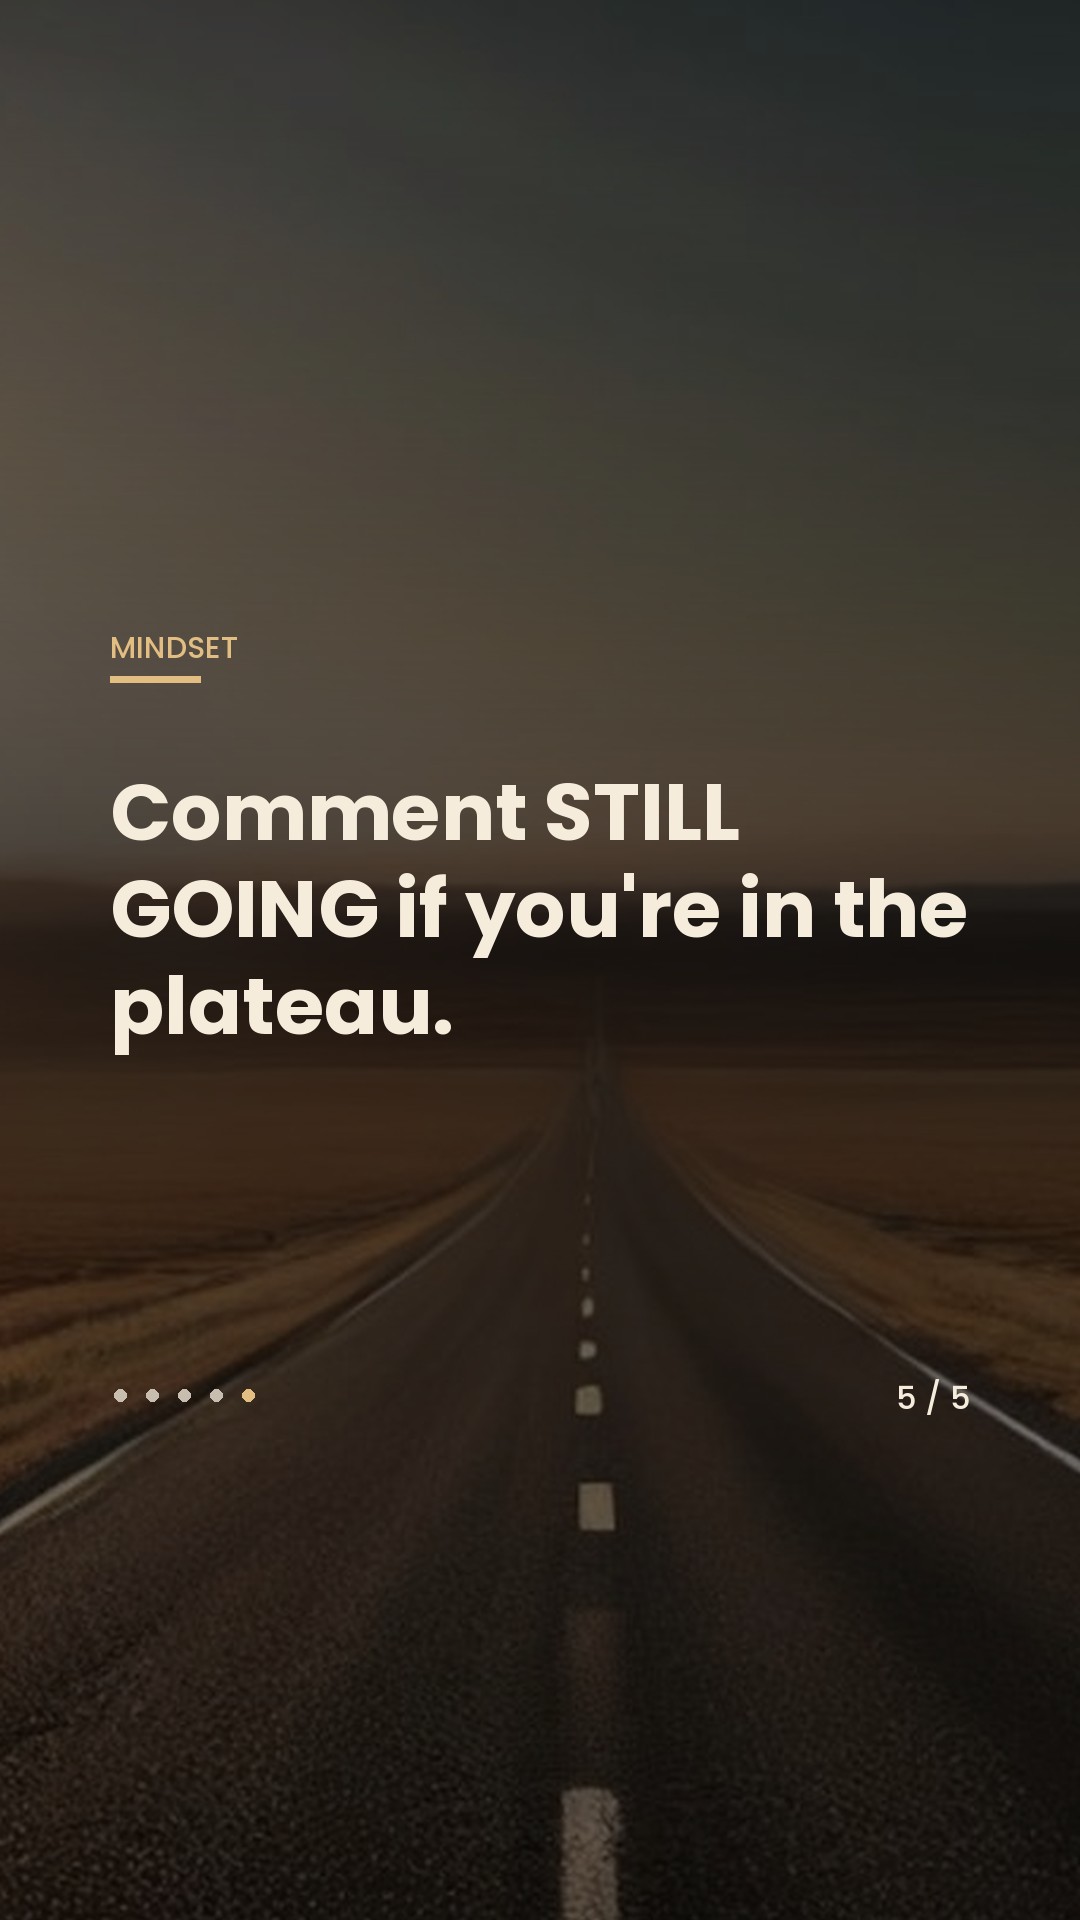 MINDSET
Comment STILL
GOING if you're in the
plateau.
5 / 5